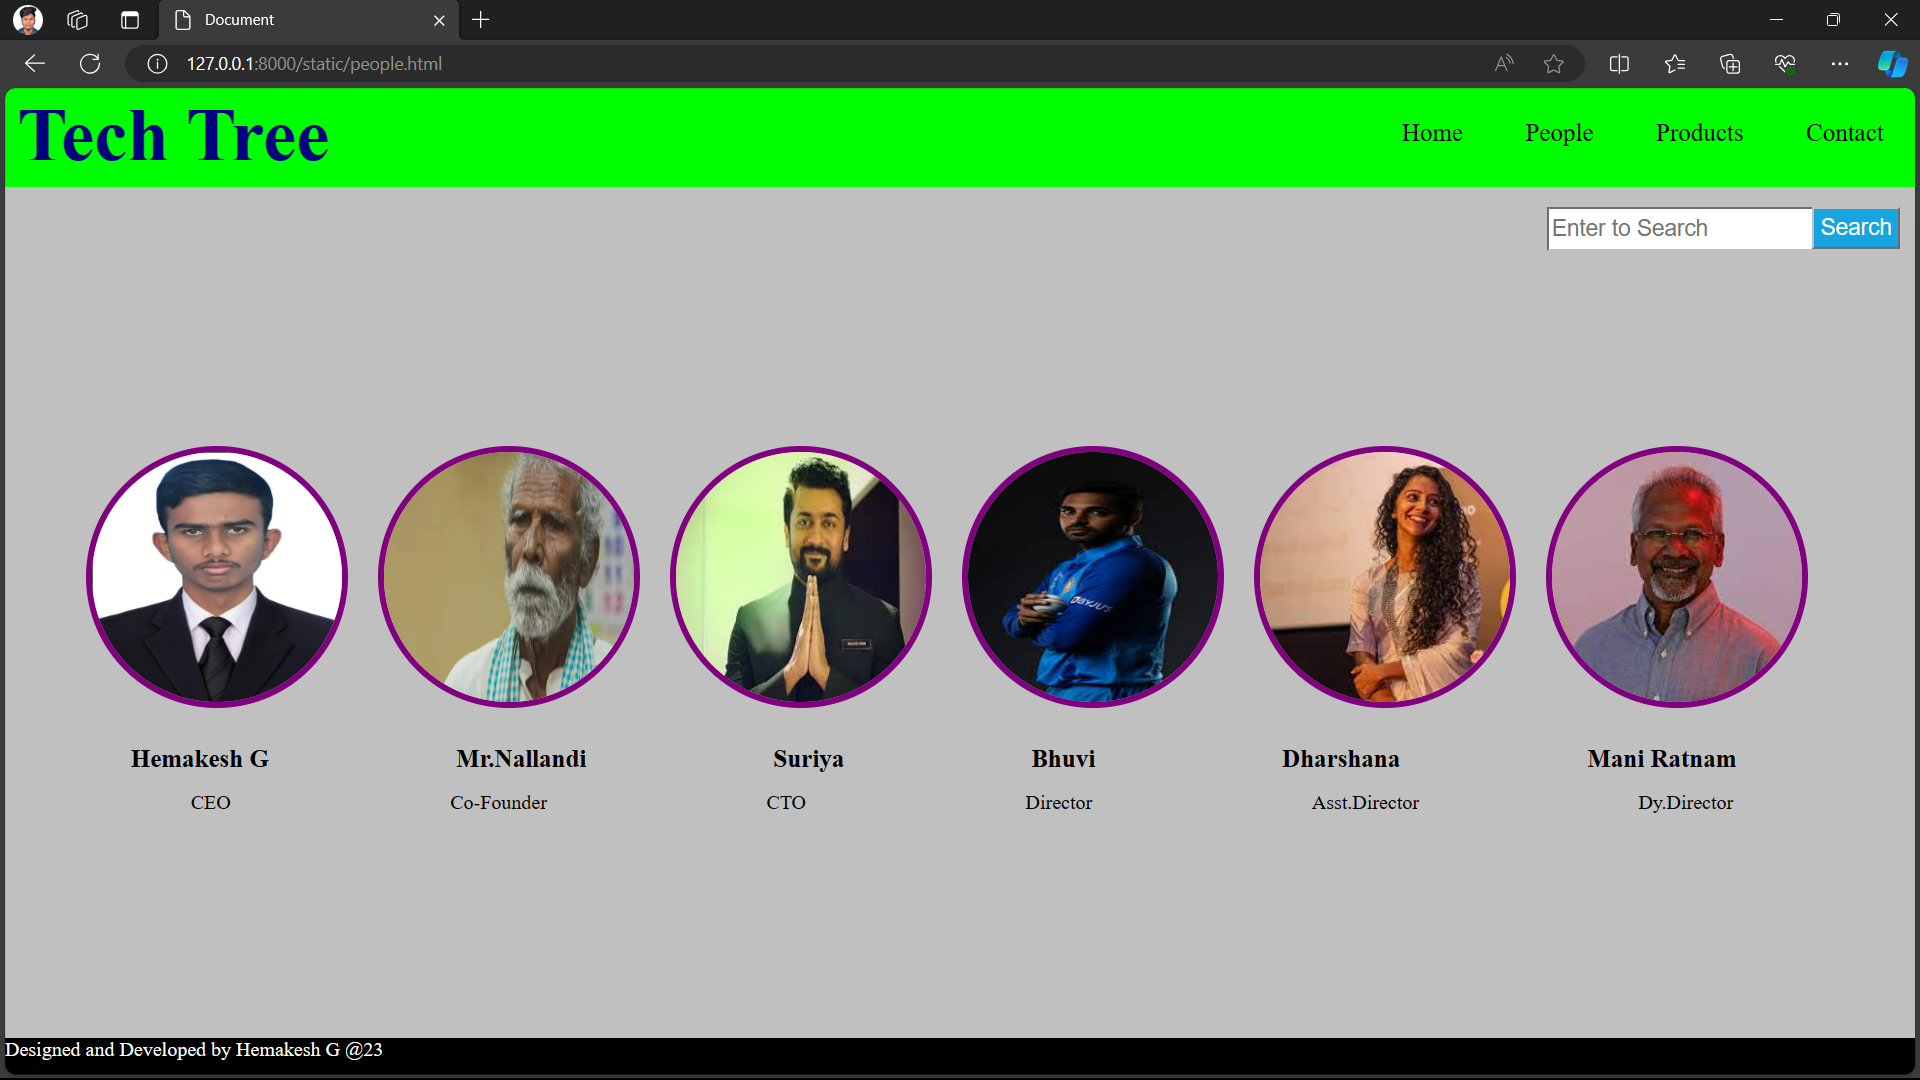 Document
127.0.0.1:8000/static/people.html
Tech Tree
Home People Products Contact
Enter to Search Search
BYJU'S
Hemakesh G Mr.Nallandi Suriya Bhuvi Dharshana Mani Ratnam
CEO Co-Founder CTO Director Asst.Director Dy.Director
Designed and Developed by Hemakesh G @23